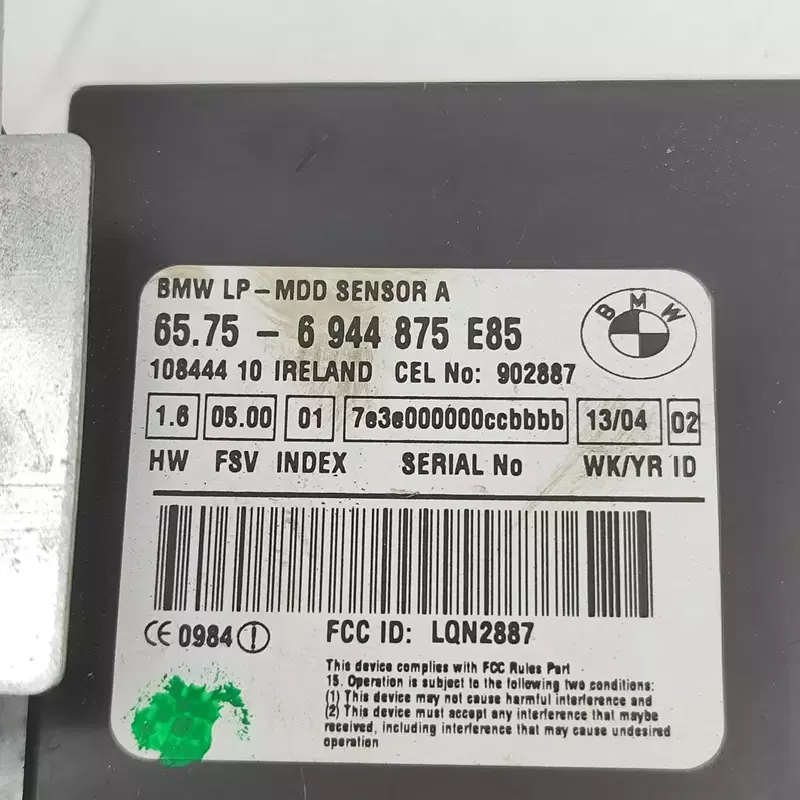 BMW LP-MDD SENSOR A
65.75 - 6 944 875 E85
BMW
108444 10 IRELAND CEL No: 902887
1.6 05.00 01 7e3e000000ccbbbb 13/04 02
HW FSV INDEX SERIAL No WK/YR ID
CE 0984 FCC ID: LQN2887
This device complies with FCC Rules Part
15. Operation is subject to the following two conditions:
(1) This device may not cause harmful interference and
(2) This device must accept any interference that maybe
received, including interference that may cause undesired
operation